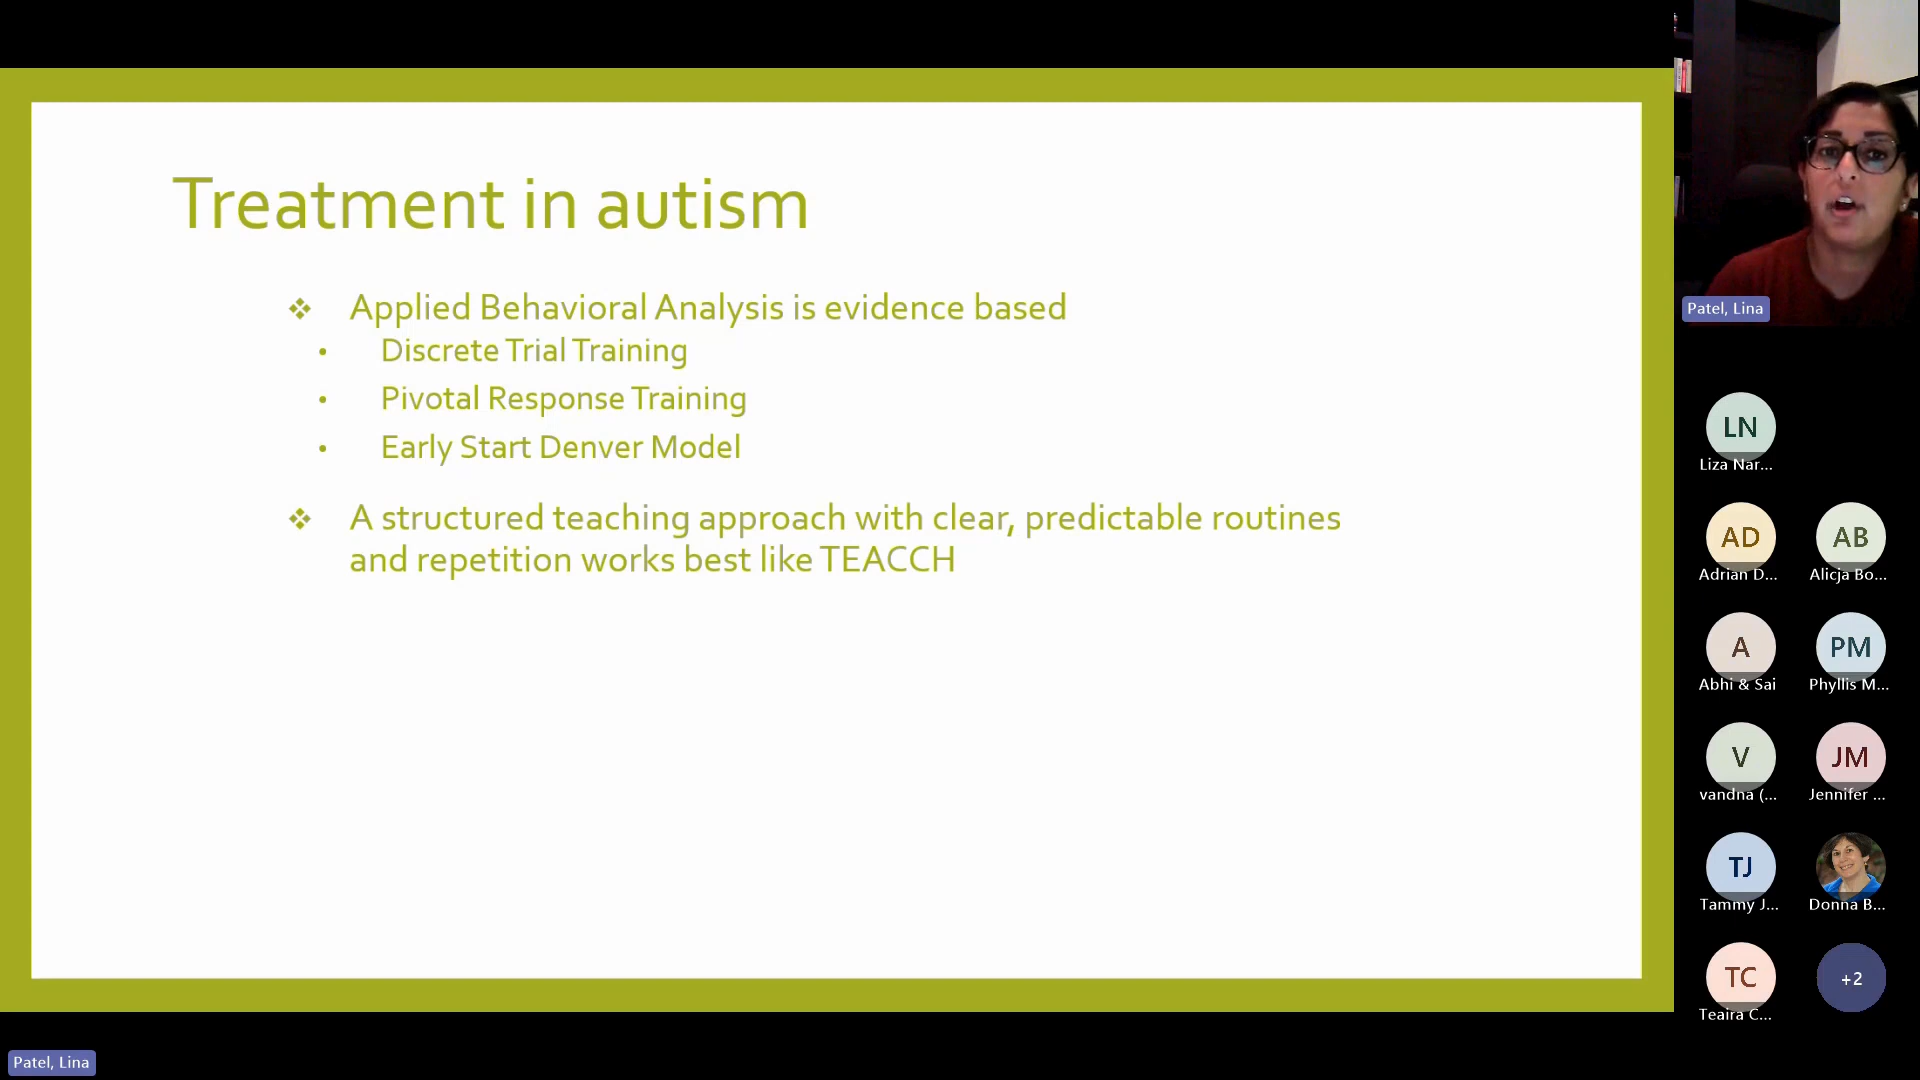 Treatment in autism
❖ Applied Behavioral Analysis is evidence based
• Discrete Trial Training
• Pivotal Response Training
• Early Start Denver Model
❖ A structured teaching approach with clear, predictable routines
and repetition works best like TEACCH
Patel, Lina
LN
Liza Nar...
AD
Adrian D...
AB
Alicja Bo...
A
Abhi & Sai
PM
Phyllis M...
V
vandna (...
JM
Jennifer ...
TJ
Tammy J...
Donna B...
TC
Teaira C...
+2
Patel, Lina